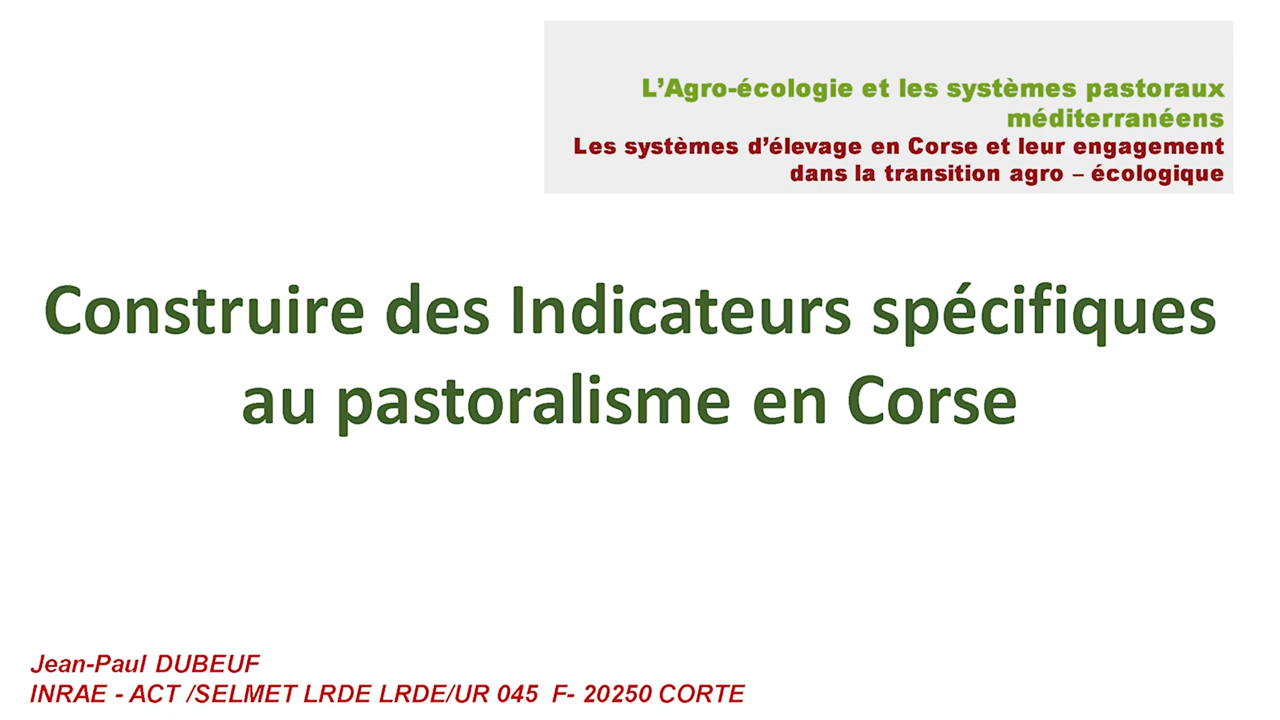 L’Agro-écologie et les systèmes pastoraux
méditerranéens
Les systèmes d’élevage en Corse et leur engagement
dans la transition agro – écologique
Construire des Indicateurs spécifiques
au pastoralisme en Corse
Jean-Paul DUBEUF
INRAE - ACT /SELMET LRDE LRDE/UR 045 F- 20250 CORTE